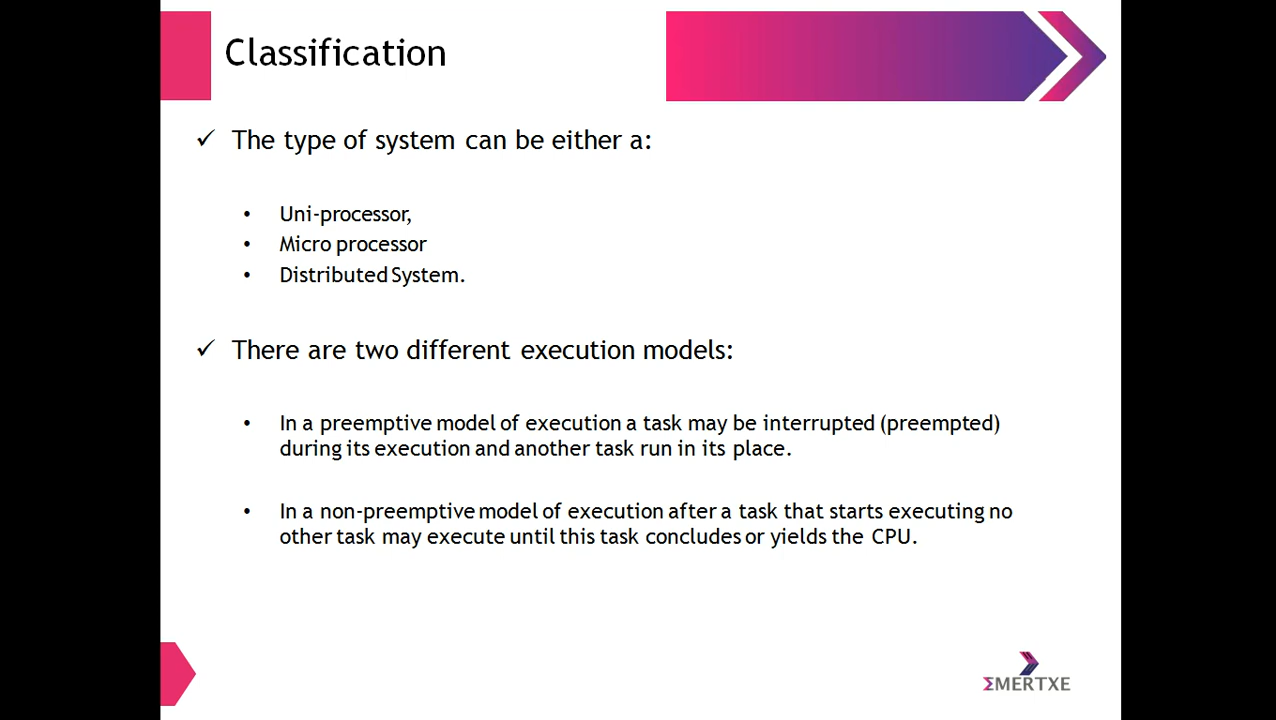 Classification
✓ The type of system can be either a:
• Uni-processor,
• Micro processor
• Distributed System.
✓ There are two different execution models:
• In a preemptive model of execution a task may be interrupted (preempted)
during its execution and another task run in its place.
• In a non-preemptive model of execution after a task that starts executing no
other task may execute until this task concludes or yields the CPU.
ΣMERTXE